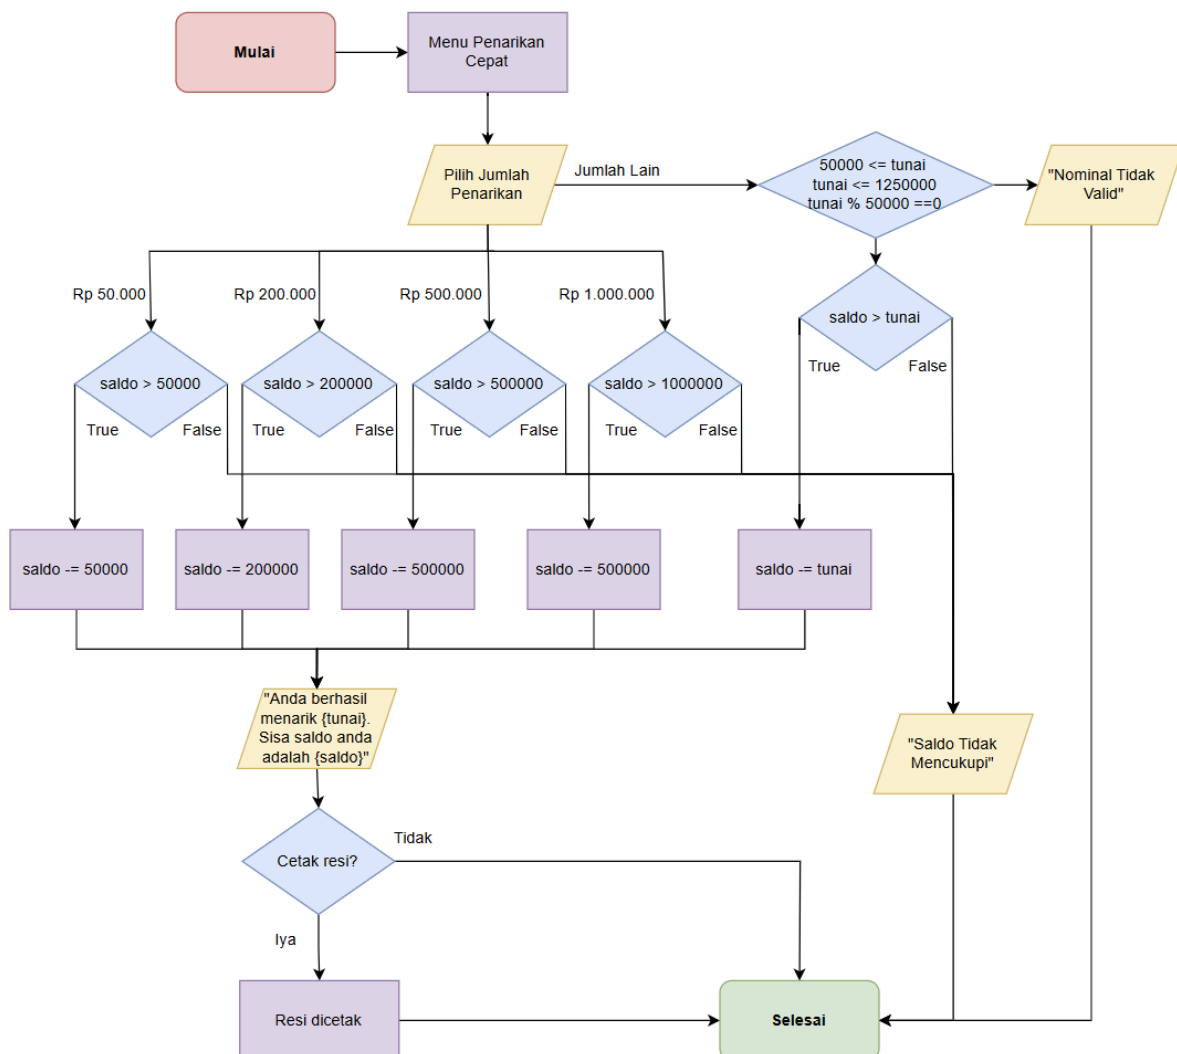 Mulai
Menu Penarikan
Cepat
Pilih Jumlah
Penarikan
Jumlah Lain
50000 <= tunai
tunai <= 1250000
tunai % 50000 ==0
"Nominal Tidak
Valid"
Rp 50.000
Rp 200.000
Rp 500.000
Rp 1.000.000
saldo > tunai
True
False
saldo > 50000
saldo > 200000
saldo > 500000
saldo > 1000000
True
False
True
False
True
False
True
False
saldo -= 50000
saldo -= 200000
saldo -= 500000
saldo -= 500000
saldo -= tunai
"Anda berhasil
menarik {tunai}.
Sisa saldo anda
adalah {saldo}"
"Saldo Tidak
Mencukupi"
Cetak resi?
Tidak
Iya
Resi dicetak
Selesai